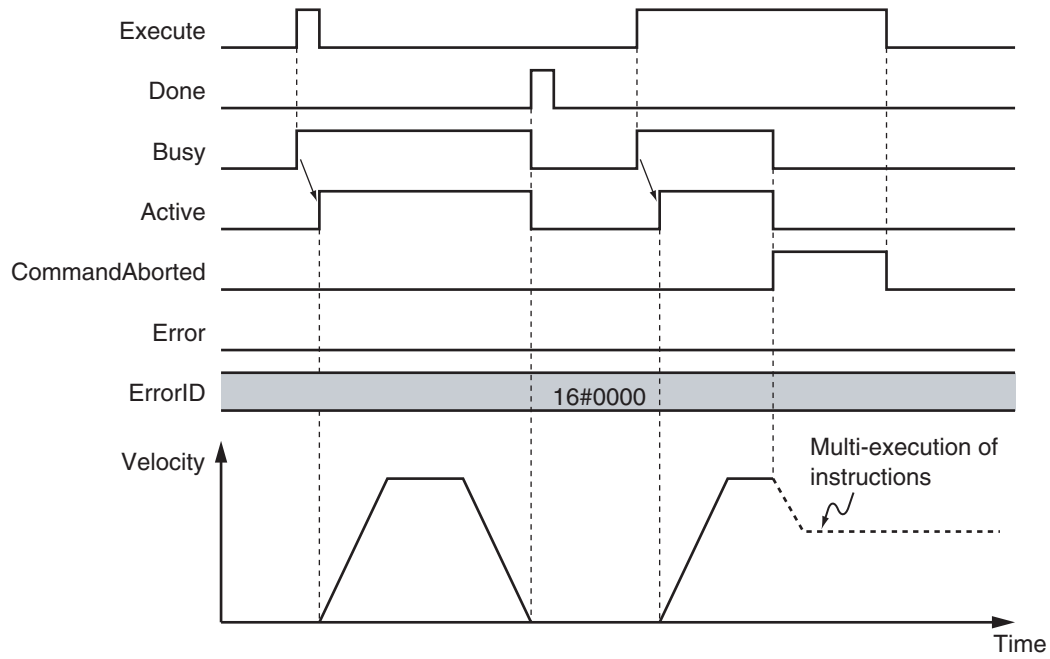 Execute
Done
Busy
Active
CommandAborted
Error
ErrorID
16#0000
Velocity
Multi-execution of
instructions
Time